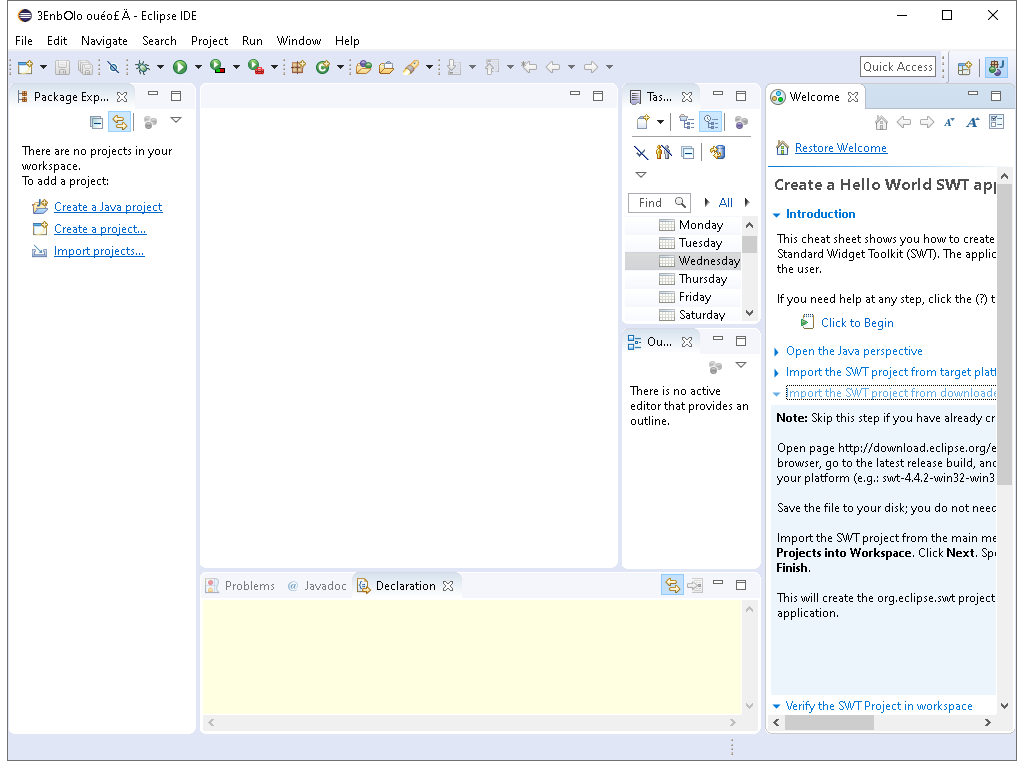 3EnbOlo ouéo£Ä - Eclipse IDE
File Edit Navigate Search Project Run Window Help
Quick Access
Package Exp...
There are no projects in your
workspace.
To add a project:
Create a Java project
Create a project...
Import projects...
Tas...
Find
All
Monday
Tuesday
Wednesday
Thursday
Friday
Saturday
Ou...
There is no active
editor that provides an
outline.
Problems @ Javadoc Declaration
Welcome
Restore Welcome
Create a Hello World SWT app
Introduction
This cheat sheet shows you how to create
Standard Widget Toolkit (SWT). The applic
the user.
If you need help at any step, click the (?) t
Click to Begin
Open the Java perspective
Import the SWT project from target platf
Import the SWT project from downloade
Note: Skip this step if you have already cr
Open page http://download.eclipse.org/e
browser, go to the latest release build, and
your platform (e.g.: swt-4.4.2-win32-win3
Save the file to your disk; you do not need
Import the SWT project from the main me
Projects into Workspace. Click Next. Spe
Finish.
This will create the org.eclipse.swt project
application.
Verify the SWT Project in workspace